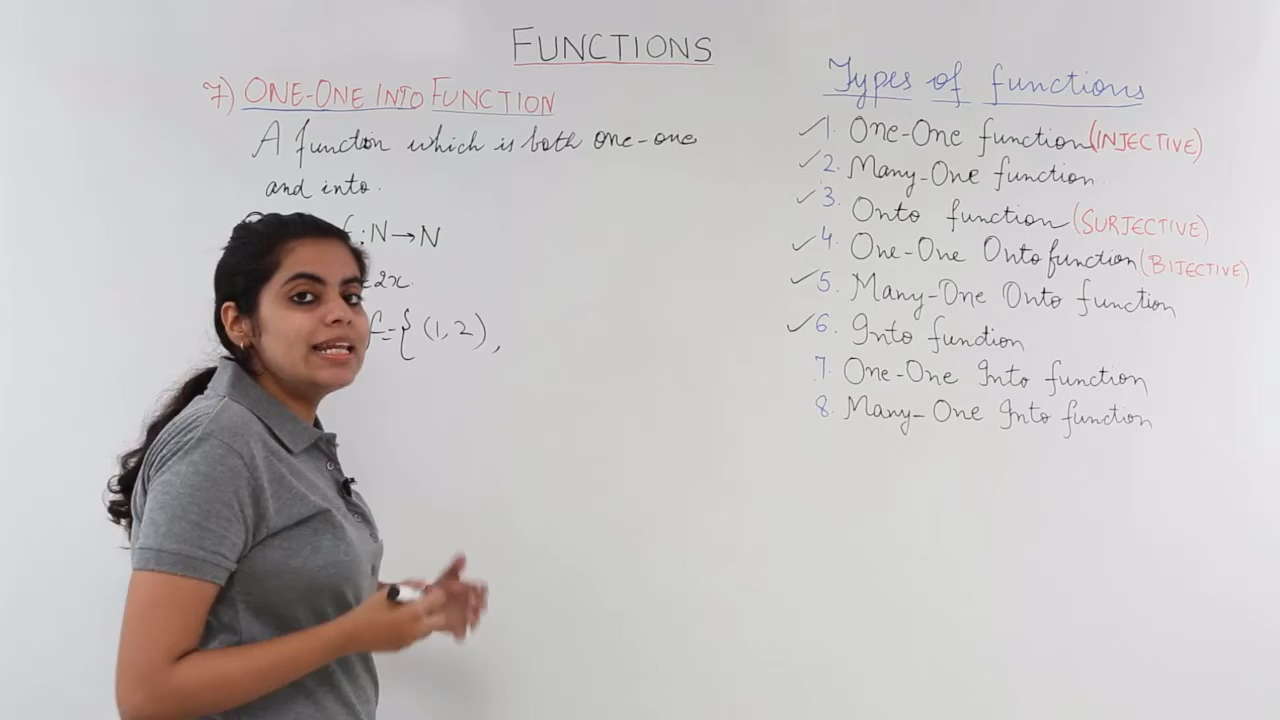 FUNCTIONS
7) ONE-ONE INTO FUNCTION
A function which is both one-one
and into.
f: N→N
=2x.
f={(1,2),
Types of functions
1. One-One function (INJECTIVE)
2. Many-One function.
3. Onto function (SURJECTIVE)
4. One-One Onto function (BIJECTIVE)
5. Many-One Onto function
6. Into function
7. One-One Into function
8. Many-One Into function